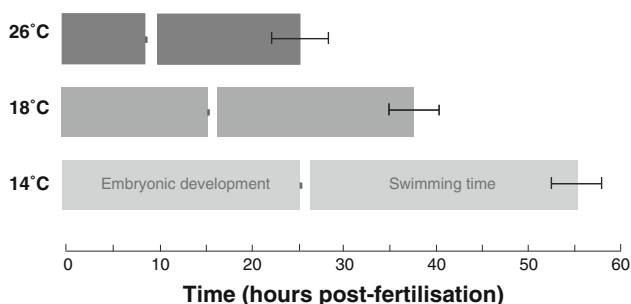 26°C
18°C
14°C
Embryonic development
Swimming time
0 10 20 30 40 50 60
Time (hours post-fertilisation)